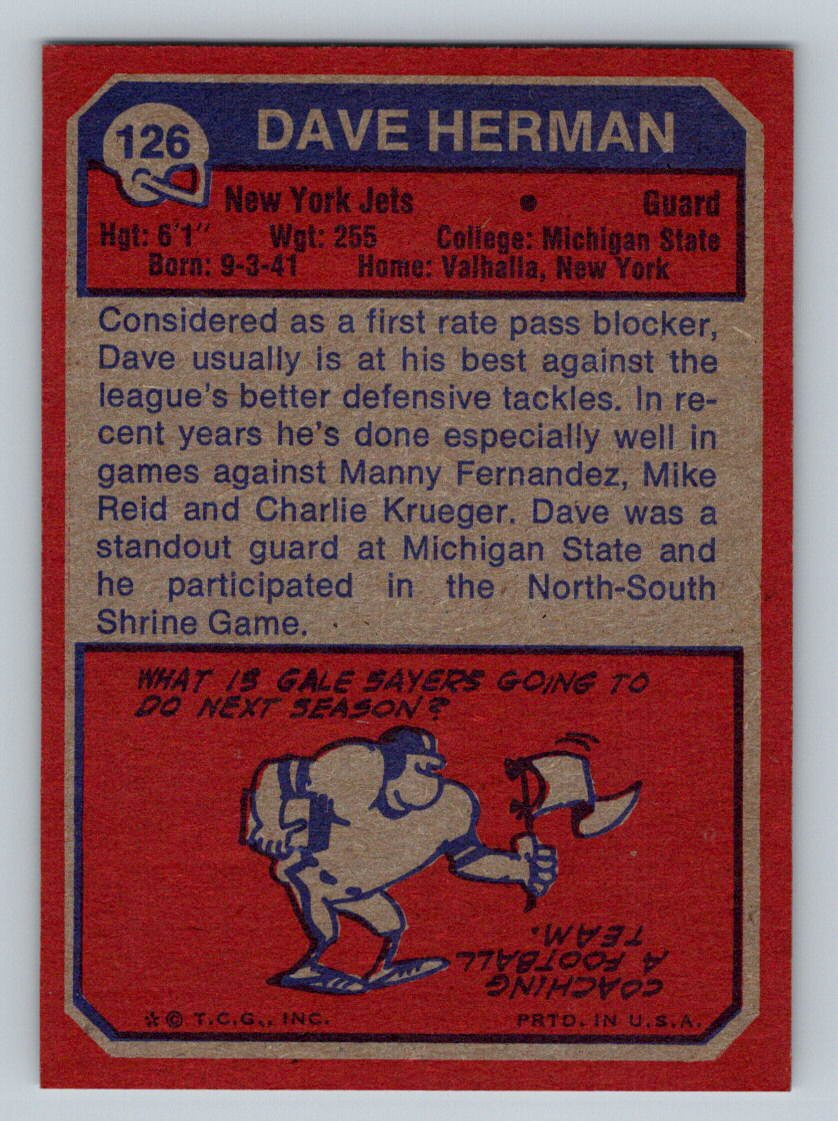 126 DAVE HERMAN
New York Jets • Guard
Hgt: 6'1" Wgt: 255 College: Michigan State
Born: 9-3-41 Home: Valhalla, New York
Considered as a first rate pass blocker,
Dave usually is at his best against the
league's better defensive tackles. In re-
cent years he's done especially well in
games against Manny Fernandez, Mike
Reid and Charlie Krueger. Dave was a
standout guard at Michigan State and
he participated in the North-South
Shrine Game.
WHAT IS GALE SAYERS GOING TO
DO NEXT SEASON?
COACHING
A FOOTBALL
TEAM.
* © T.C.G., INC. PRTD. IN U.S.A.